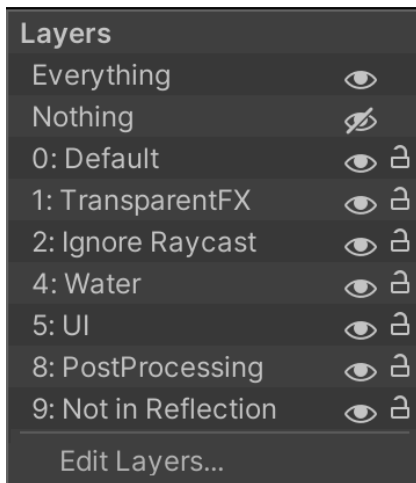 Layers
Everything
Nothing
0: Default
1: TransparentFX
2: Ignore Raycast
4: Water
5: UI
8: PostProcessing
9: Not in Reflection
Edit Layers...